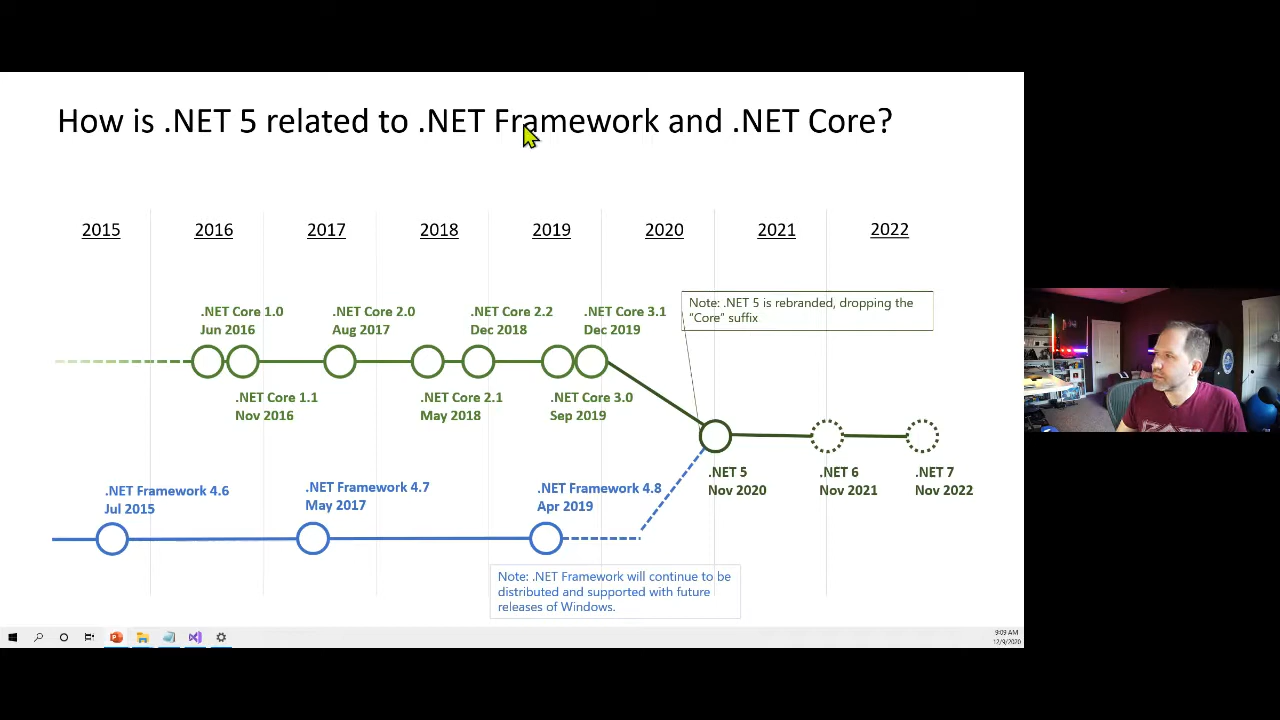 How is .NET 5 related to .NET Framework and .NET Core?
2015
2016
2017
2018
2019
2020
2021
2022
.NET Core 1.0
Jun 2016
.NET Core 2.0
Aug 2017
.NET Core 2.2
Dec 2018
.NET Core 3.1
Dec 2019
Note: .NET 5 is rebranded, dropping the
“Core” suffix
.NET Core 1.1
Nov 2016
.NET Core 2.1
May 2018
.NET Core 3.0
Sep 2019
.NET 5
Nov 2020
.NET 6
Nov 2021
.NET 7
Nov 2022
.NET Framework 4.6
Jul 2015
.NET Framework 4.7
May 2017
.NET Framework 4.8
Apr 2019
Note: .NET Framework will continue to be
distributed and supported with future
releases of Windows.
9:09 AM
12/9/2020